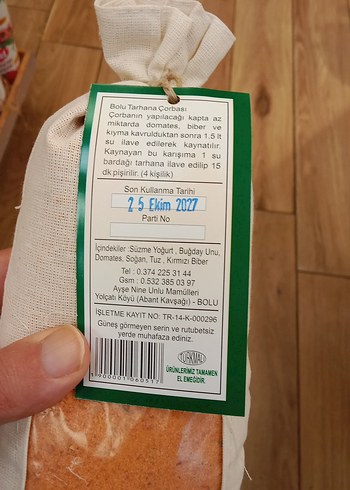 Bolu Tarhana Çorbası
Çorbanın yapılacağı kapta az
miktarda domates, biber ve
kıyma kavrulduktan sonra 1.5 lt
su ilave edilerek kaynatılır.
Kaynayan bu karışıma 1 su
bardağı tarhana ilave edilip 15
dk pişirilir. (4 kişilik)
Son Kullanma Tarihi
25 Ekim 2027
Parti No
İçindekiler :Süzme Yoğurt , Buğday Unu,
Domates, Soğan, Tuz , Kırmızı Biber
Tel : 0.374 225 31 44
Gsm : 0.532 385 03 97
Ayşe Nine Unlu Mamülleri
Yolçatı Köyü (Abant Kavşağı) - BOLU
İŞLETME KAYIT NO: TR-14-K-000296
Güneş görmeyen serin ve rutubetsiz
yerde muhafaza ediniz.
ÜRÜNLERİMİZ TAMAMEN
EL EMEĞİDİR.